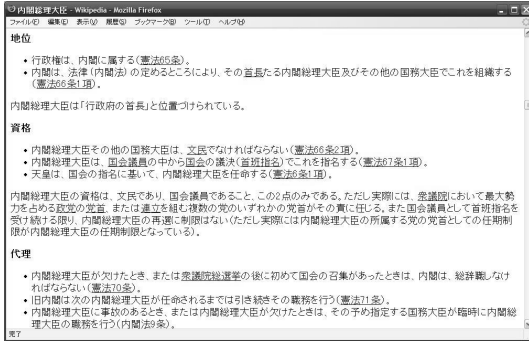 内閣総理大臣 - Wikipedia - Mozilla Firefox
ファイル(F) 編集(E) 表示(V) 履歴(S) ブックマーク(B) ツール(T) ヘルプ(H)
地位
• 行政権は、内閣に属する(憲法65条)。
• 内閣は、法律(内閣法)の定めるところにより、その首長たる内閣総理大臣及びその他の国務大臣でこれを組織する
(憲法66条1項)。
内閣総理大臣は「行政府の首長」と位置づけられている。
資格
• 内閣総理大臣その他の国務大臣は、文民でなければならない(憲法66条2項)。
• 内閣総理大臣は、国会議員の中から国会の議決(首班指名)でこれを指名する(憲法67条1項)。
• 天皇は、国会の指名に基いて、内閣総理大臣を任命する(憲法6条1項)。
内閣総理大臣の資格は、文民であり、国会議員であること、この2点のみである。ただし実際には、衆議院において最大勢
力を占める政党の党首、または連立を組む複数の党のいずれかの党首がその責に任じる。また国会議員として首班指名を
受け続ける限り、内閣総理大臣の再選に制限はない(ただし実際には内閣総理大臣の所属する党の党首としての任期制
限が内閣総理大臣の任期制限となっている)。
代理
• 内閣総理大臣が欠けたとき、または衆議院総選挙の後に初めて国会の召集があったときは、内閣は、総辞職しなけ
ればならない(憲法70条)。
• 旧内閣は次の内閣総理大臣が任命されるまでは引き続きその職務を行う(憲法71条)。
• 内閣総理大臣に事故のあるとき、または内閣総理大臣が欠けたときは、その予め指定する国務大臣が臨時に内閣総
理大臣の職務を行う(内閣法9条)。
完了